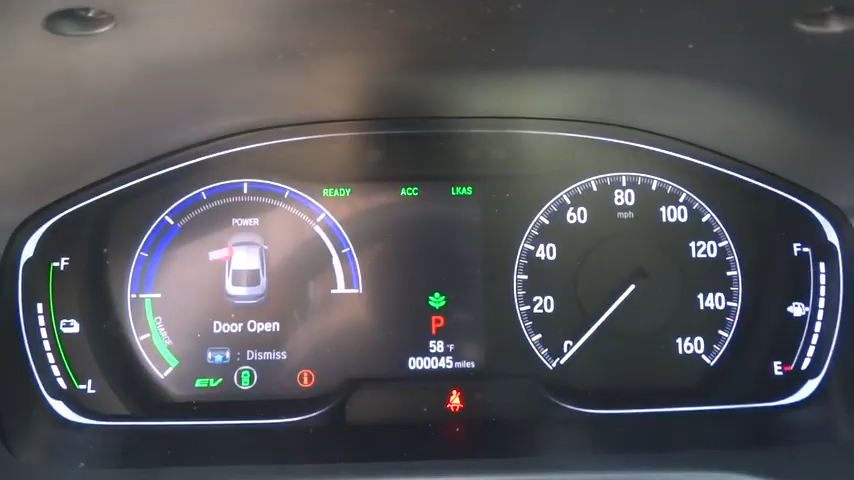 READY ACC LKAS
POWER
CHARGE
Door Open
: Dismiss
EV
F
L
P
58 °F
000045 miles
0
20
40
60
80
100
120
140
160
mph
F
E